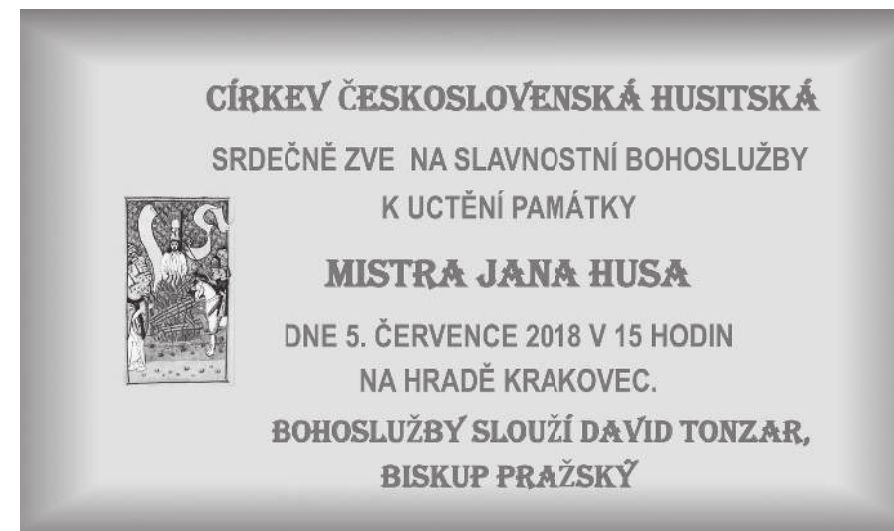 CÍRKEV ČESKOSLOVENSKÁ HUSITSKÁ
SRDEČNĚ ZVE NA SLAVNOSTNÍ BOHOSLUŽBY
K UCTĚNÍ PAMÁTKY
MISTRA JANA HUSA
DNE 5. ČERVENCE 2018 V 15 HODIN
NA HRADĚ KRAKOVEC.
BOHOSLUŽBY SLOUŽÍ DAVID TONZAR,
BISKUP PRAŽSKÝ